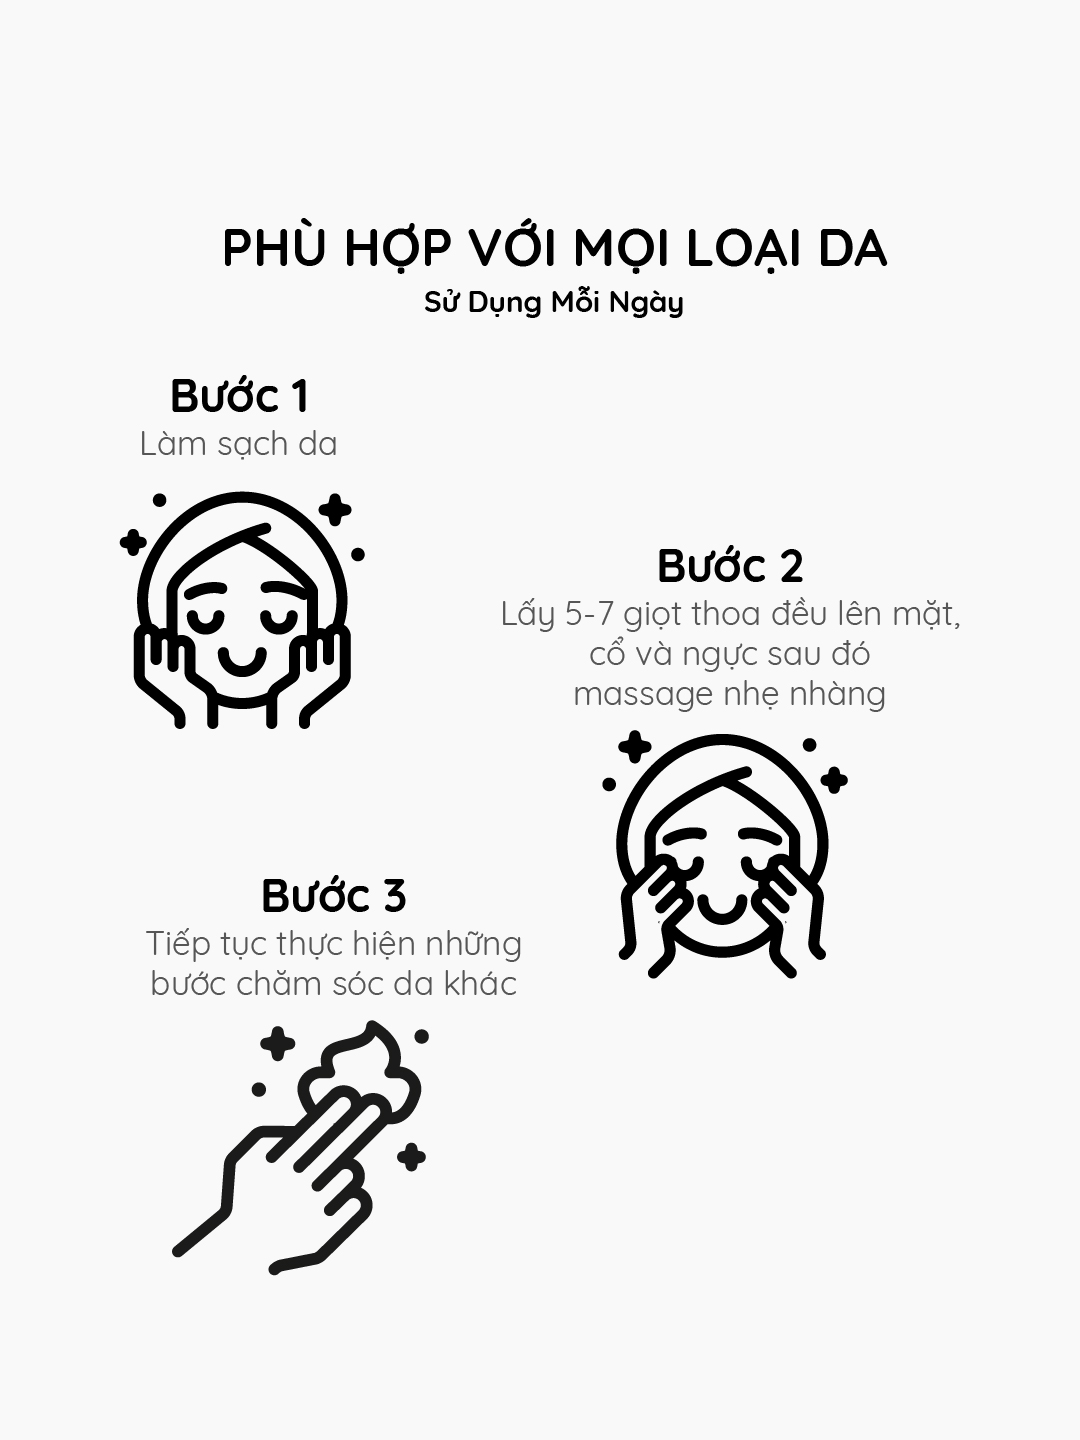 PHÙ HỢP VỚI MỌI LOẠI DA
Sử Dụng Mỗi Ngày
Bước 1
Làm sạch da
Bước 2
Lấy 5-7 giọt thoa đều lên mặt,
cổ và ngực sau đó
massage nhẹ nhàng
Bước 3
Tiếp tục thực hiện những
bước chăm sóc da khác